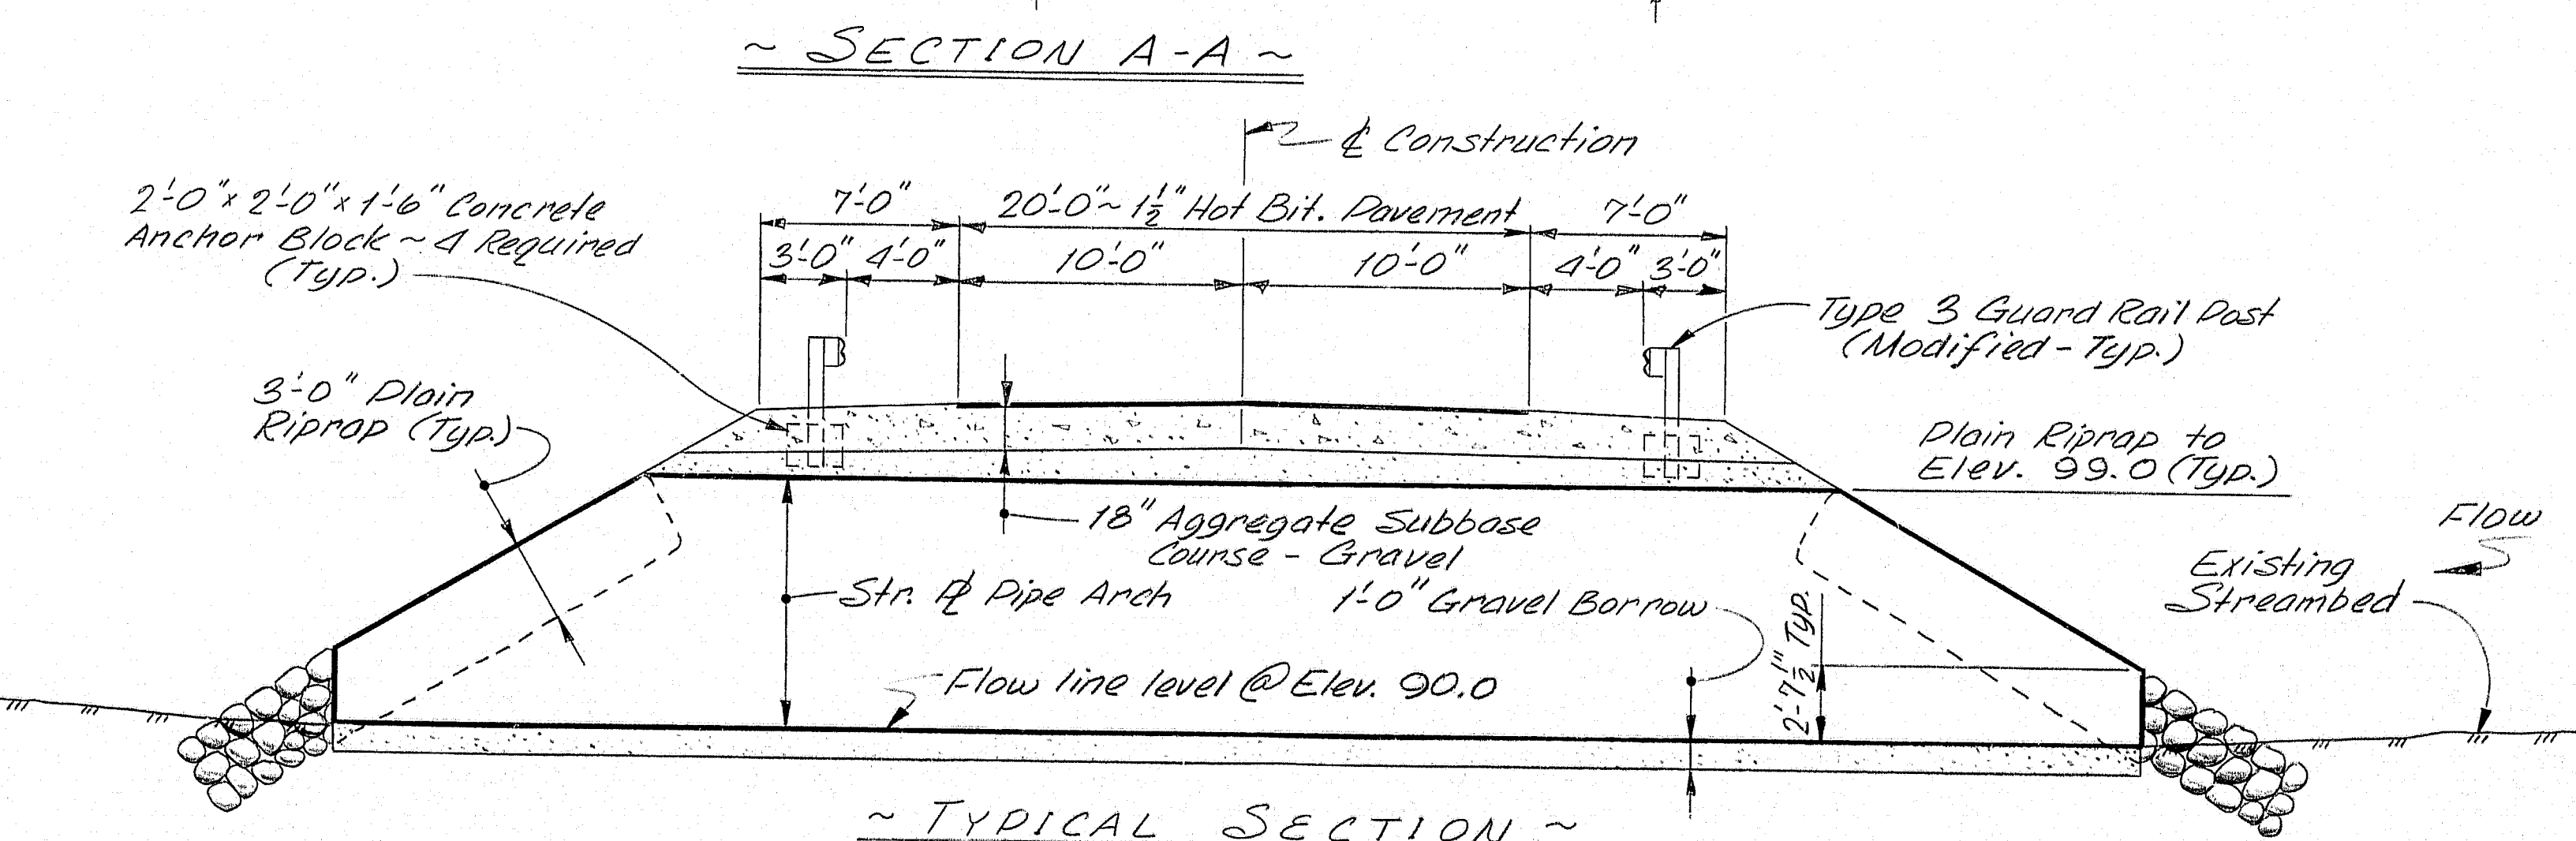 ~ SECTION A-A ~
℄ Construction
2'-0" x 2'-0" x 1'-6" Concrete
Anchor Block ~ 4 Required
(Typ.)
7'-0"
20'-0" ~ 1 1/2" Hot Bit. Pavement
7'-0"
3'-0"
4'-0"
10'-0"
10'-0"
4'-0"
3'-0"
Type 3 Guard Rail Post
(Modified - Typ.)
3'-0" Plain
Riprap (Typ.)
Plain Riprap to
Elev. 99.0 (Typ.)
18" Aggregate Subbase
Course - Gravel
Flow
Existing
Streambed
Str. ⅊ Pipe Arch
1'-0" Gravel Borrow
2'-7 1/2" Typ.
Flow line level @ Elev. 90.0
~ TYPICAL SECTION ~